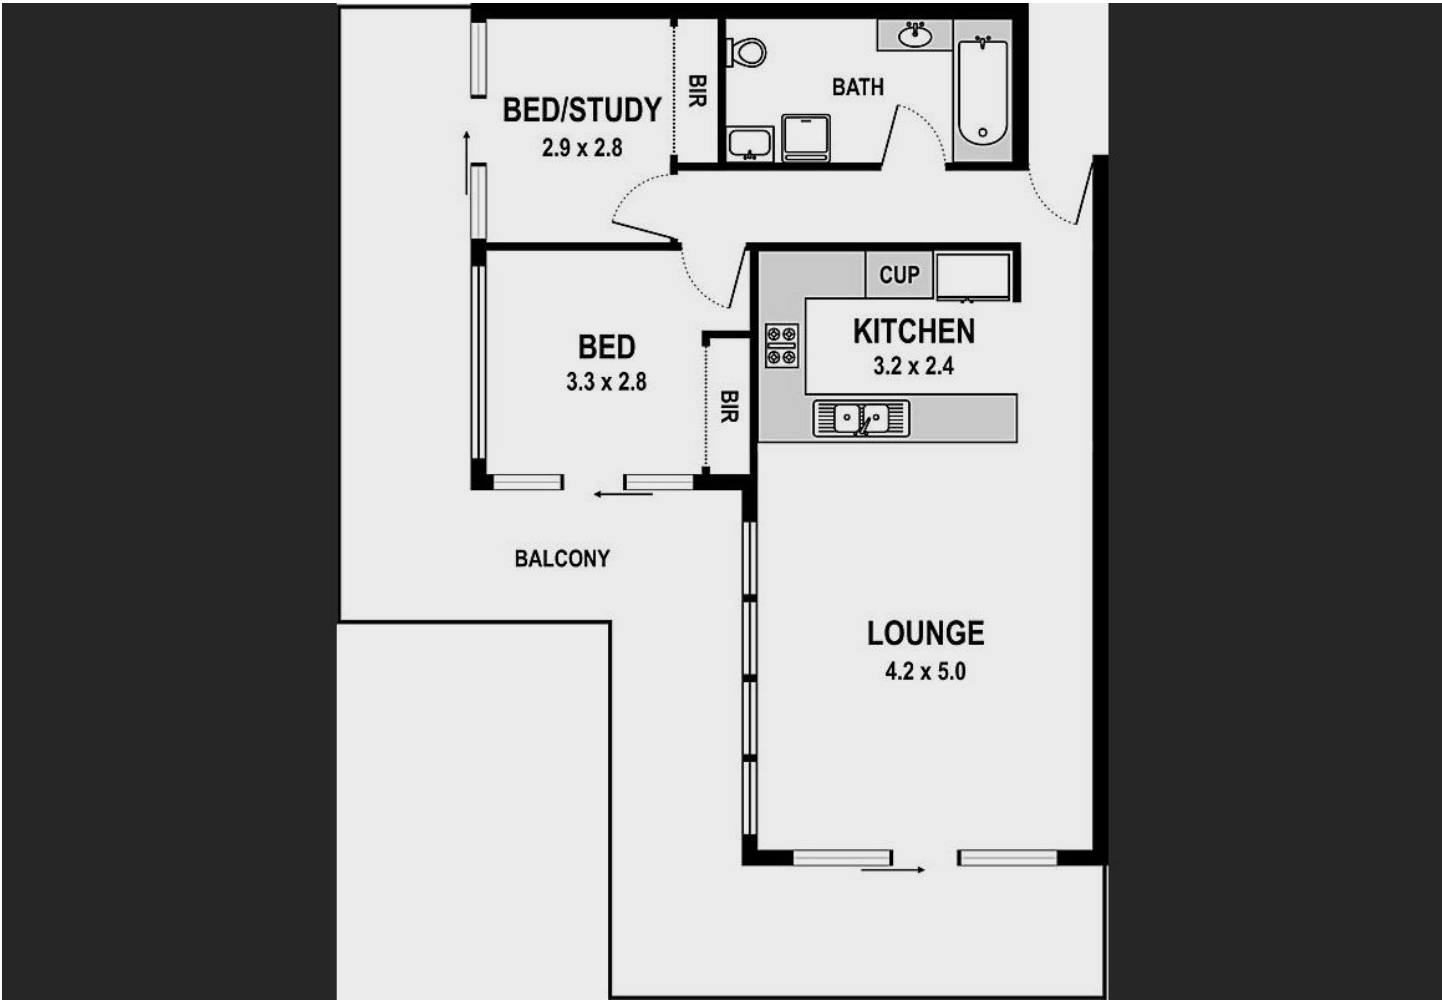 BED/STUDY
2.9 x 2.8
BIR
BATH
CUP
KITCHEN
3.2 x 2.4
BED
3.3 x 2.8
BIR
BALCONY
LOUNGE
4.2 x 5.0